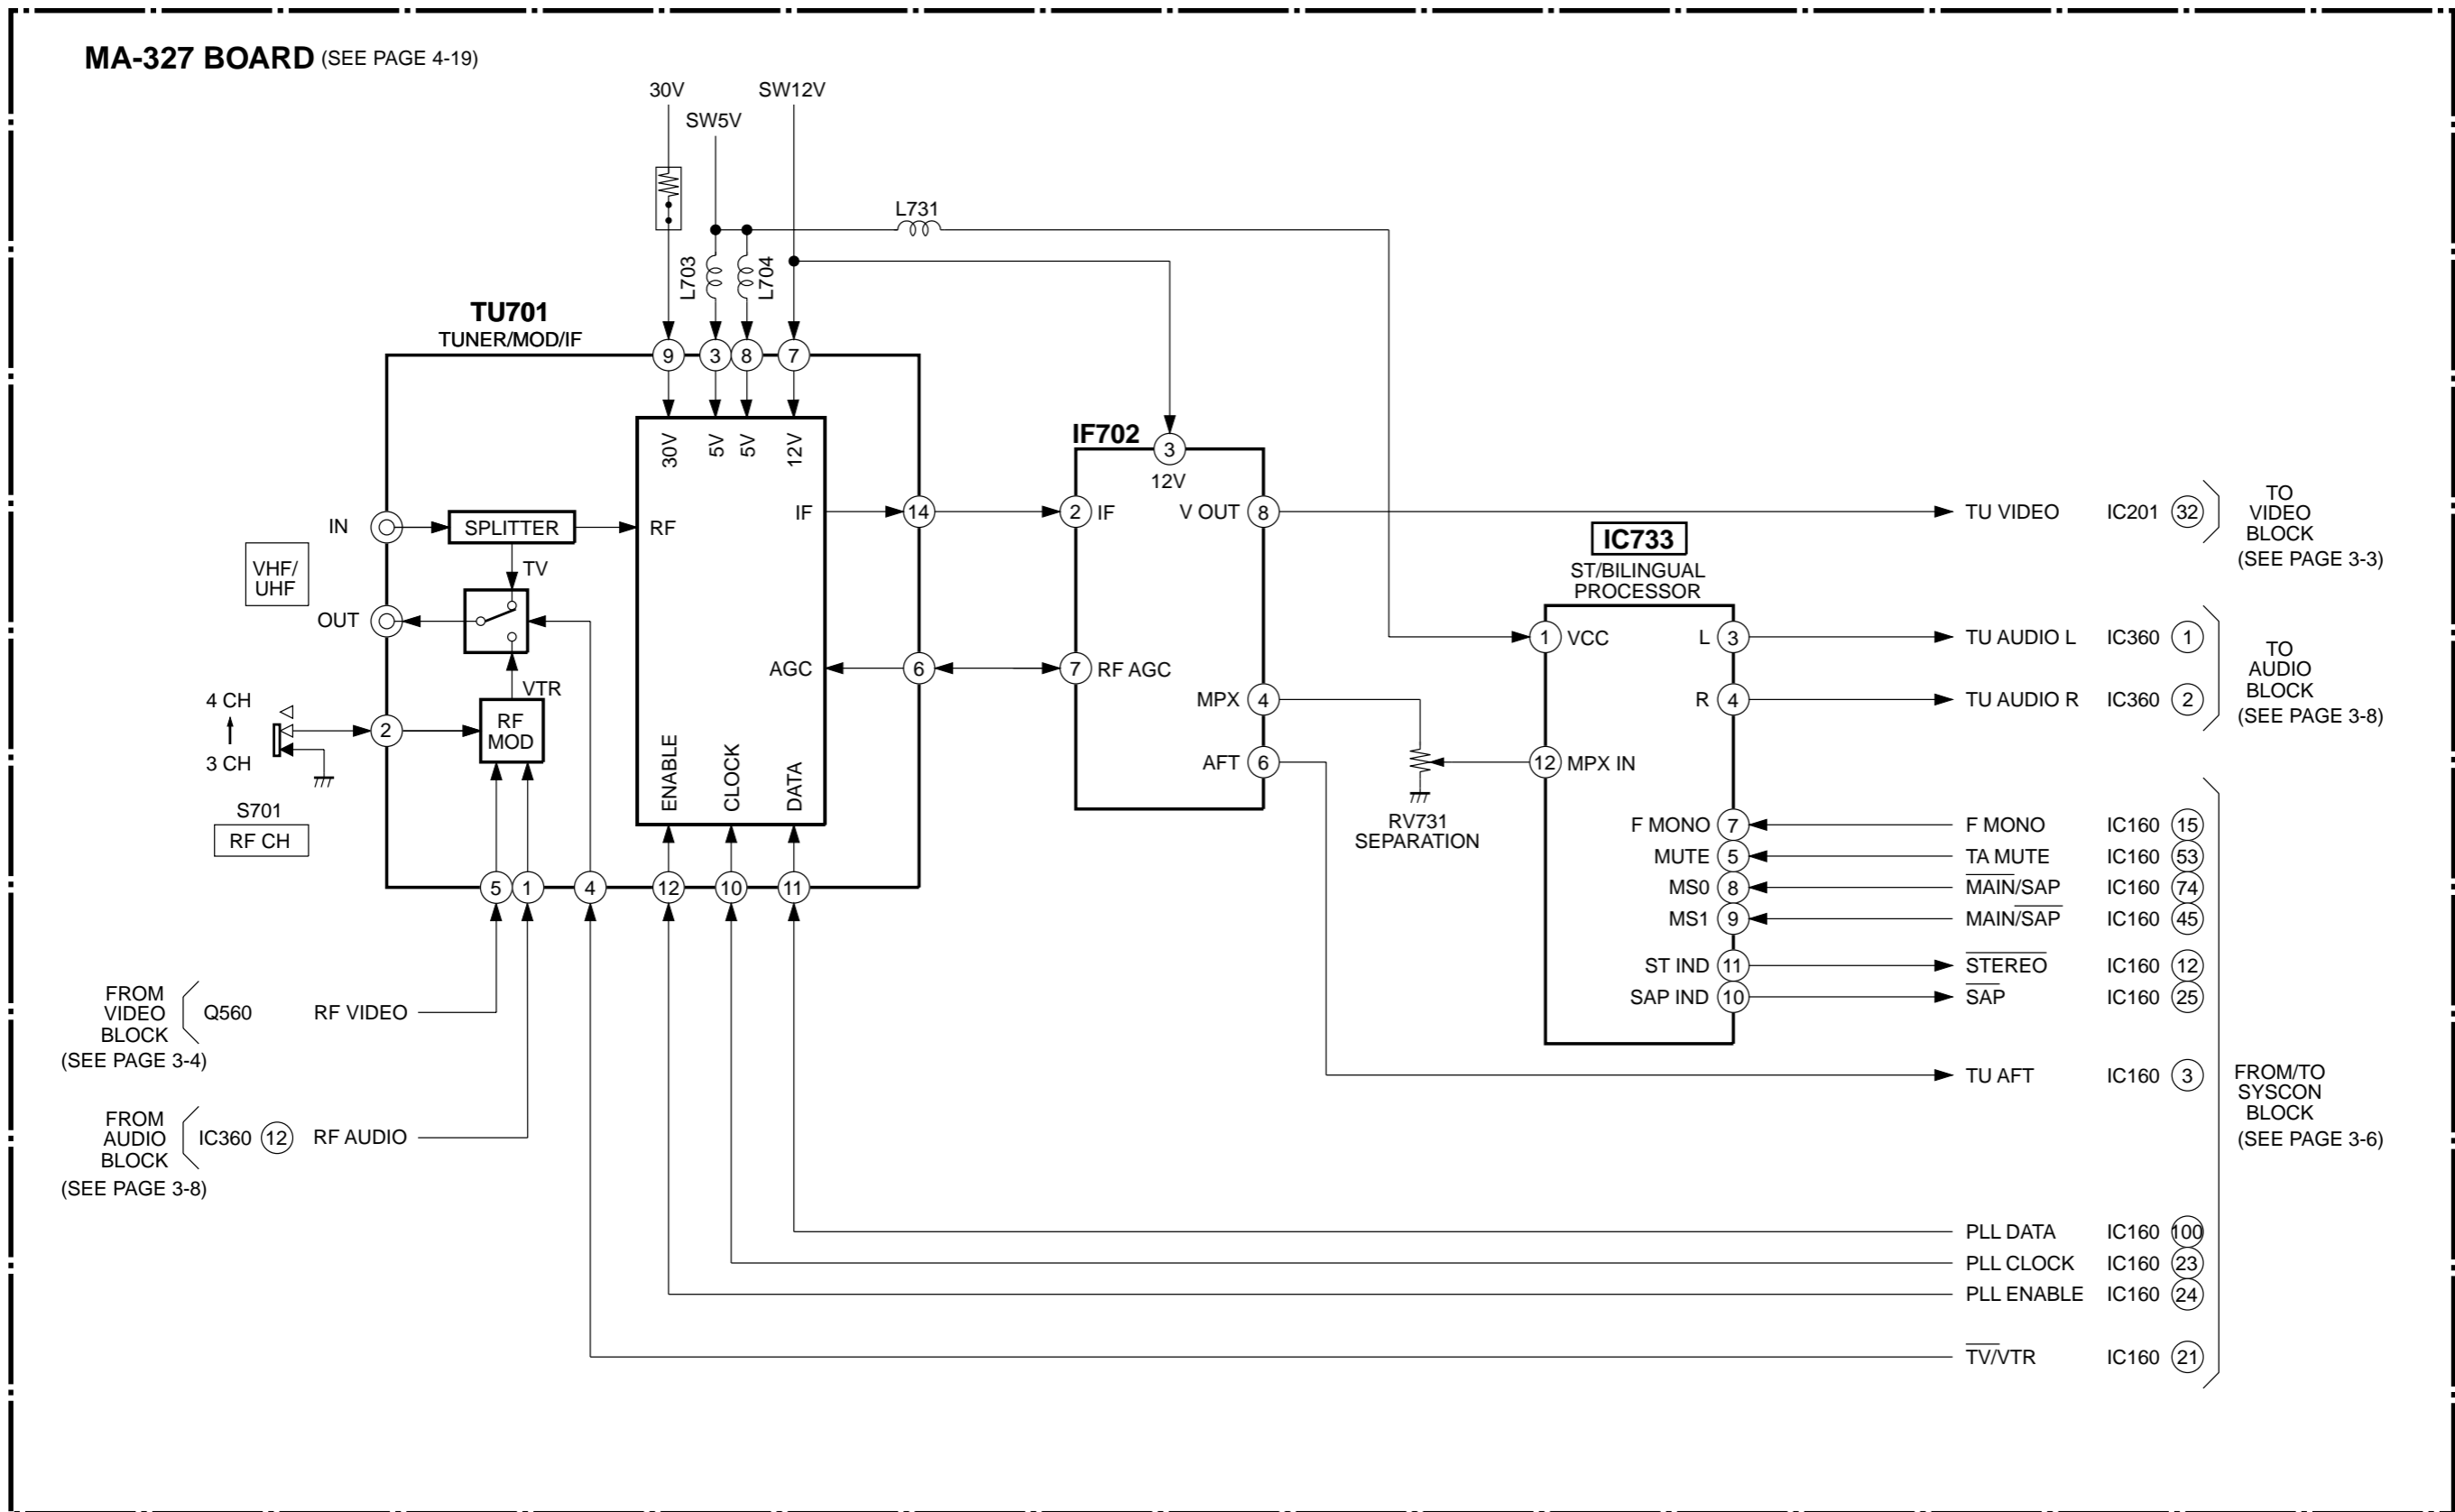 MA-327 BOARD (SEE PAGE 4-19)
30V
SW5V
SW12V
L731
L703
L704
TU701
TUNER/MOD/IF
9
3
8
7
30V
5V
5V
12V
IN
SPLITTER
RF
IF
14
VHF/
UHF
TV
OUT
AGC
6
4 CH
3 CH
2
VTR
RF
MOD
S701
RF CH
ENABLE
CLOCK
DATA
5
1
4
12
10
11
IF702
3
12V
2
IF
V OUT
8
7
RF AGC
MPX
4
AFT
6
RV731
SEPARATION
IC733
ST/BILINGUAL
PROCESSOR
1
VCC
L
3
R
4
12
MPX IN
F MONO
7
MUTE
5
MS0
8
MS1
9
ST IND
11
SAP IND
10
TU VIDEO IC201 32
TO
VIDEO
BLOCK
(SEE PAGE 3-3)
TU AUDIO L IC360 1
TU AUDIO R IC360 2
TO
AUDIO
BLOCK
(SEE PAGE 3-8)
F MONO IC160 15
TA MUTE IC160 53
MAIN/SAP IC160 74
MAIN/SAP IC160 45
STEREO IC160 12
SAP IC160 25
TU AFT IC160 3
FROM/TO
SYSCON
BLOCK
(SEE PAGE 3-6)
FROM
VIDEO
BLOCK
(SEE PAGE 3-4)
Q560 RF VIDEO
FROM
AUDIO
BLOCK
(SEE PAGE 3-8)
IC360 12 RF AUDIO
PLL DATA IC160 100
PLL CLOCK IC160 23
PLL ENABLE IC160 24
TV/VTR IC160 21